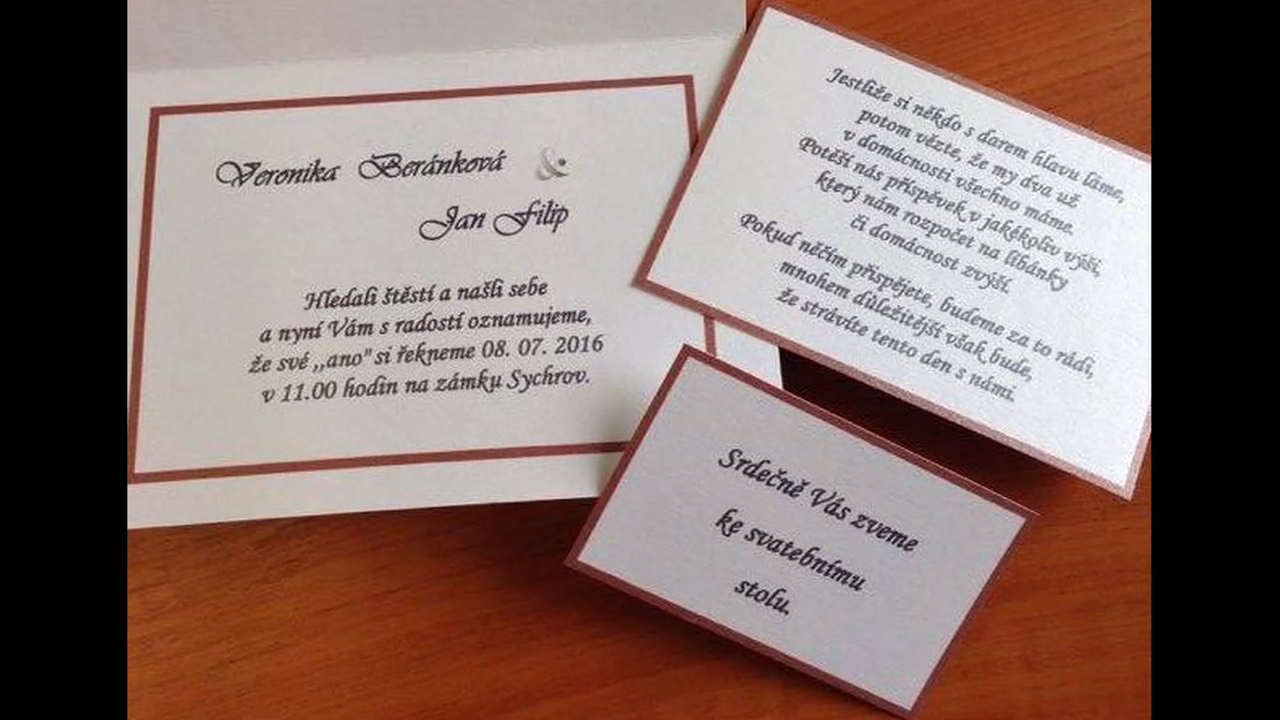 Veronika Beránková &
Jan Filip
Hledali štěstí a našli sebe
a nyní Vám s radostí oznamujeme,
že své ,,ano" si řekneme 08. 07. 2016
v 11.00 hodin na zámku Sychrov.
Jestliže si někdo s darem hlavu láme,
potom vězte, že my dva už
v domácnosti všechno máme.
Potěší nás příspěvek v jakékoliv výši,
který nám rozpočet na líbánky
či domácnost zvýší.
Pokud něčím přispějete, budeme za to rádi,
mnohem důležitější však bude,
že strávíte tento den s námi.
Srdečně Vás zveme
ke svatebnímu
stolu.